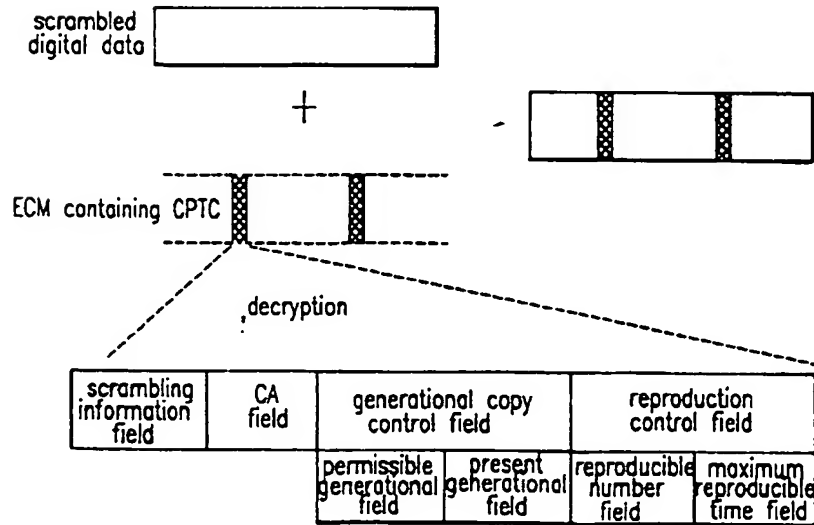 scrambled
digital data
+
ECM containing CPTC
decryption
scrambling
information
field
CA
field
generational copy
control field
reproduction
control field
permissible
generational
field
present
generational
field
reproducible
number
field
maximum
reproducible
time field